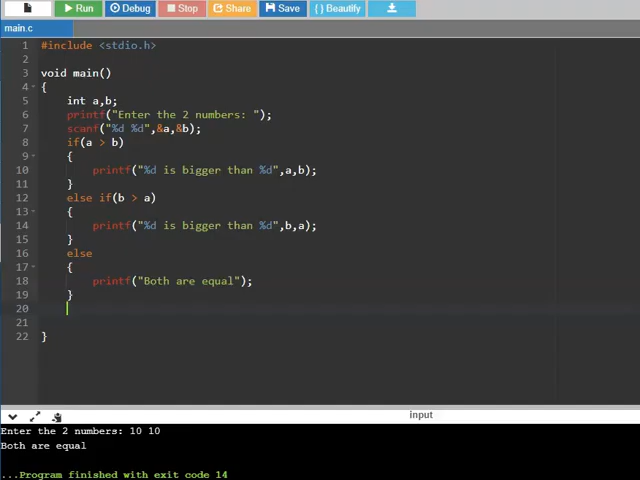 Run Debug Stop Share Save { } Beautify
main.c
1 #include <stdio.h>
2
3 void main()
4 {
5 int a,b;
6 printf("Enter the 2 numbers: ");
7 scanf("%d %d",&a,&b);
8 if(a > b)
9 {
10 printf("%d is bigger than %d",a,b);
11 }
12 else if(b > a)
13 {
14 printf("%d is bigger than %d",b,a);
15 }
16 else
17 {
18 printf("Both are equal");
19 }
20
21
22 }
input
Enter the 2 numbers: 10 10
Both are equal
...Program finished with exit code 14